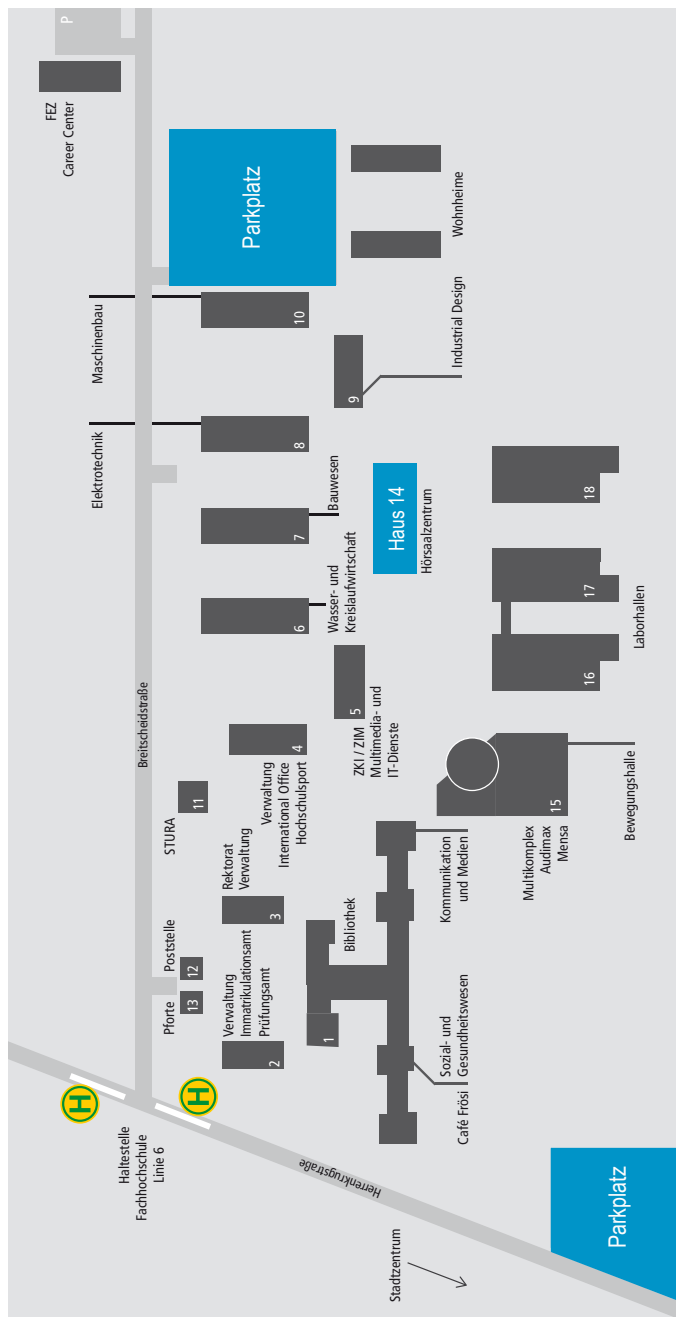 P
FEZ
Career Center
Parkplatz
Wohnheime
Maschinenbau
10
Industrial Design
9
Elektrotechnik
8
7
Bauwesen
Haus 14
Hörsaalzentrum
18
17
16
Laborhallen
6
Wasser- und
Kreislaufwirtschaft
Breitscheidstraße
5
ZKI / ZIM
Multimedia- und
IT-Dienste
4
Verwaltung
International Office
Hochschulsport
STURA
11
15
Multikomplex
Audimax
Mensa
Bewegungshalle
Rektorat
Verwaltung
3
Kommunikation
und Medien
Bibliothek
1
Poststelle
12
Pforte
13
Verwaltung
Immatrikulationsamt
Prüfungsamt
2
Sozial- und
Gesundheitswesen
Café Frösi
H
H
Haltestelle
Fachhochschule
Linie 6
Herrenkrugstraße
Stadtzentrum
Parkplatz